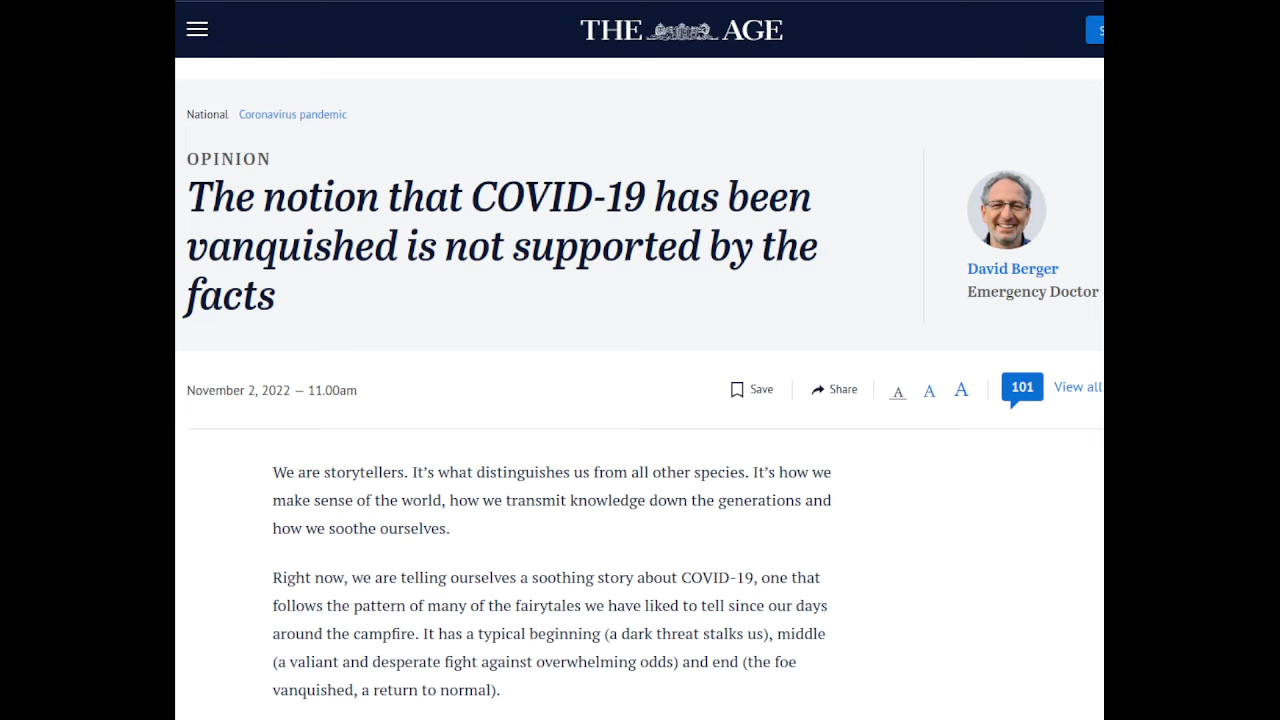 THE AGE
S
National Coronavirus pandemic
OPINION
The notion that COVID-19 has been
vanquished is not supported by the
facts
David Berger
Emergency Doctor
November 2, 2022 — 11.00am
Save
Share
A A A
101
View all
We are storytellers. It’s what distinguishes us from all other species. It’s how we
make sense of the world, how we transmit knowledge down the generations and
how we soothe ourselves.
Right now, we are telling ourselves a soothing story about COVID-19, one that
follows the pattern of many of the fairytales we have liked to tell since our days
around the campfire. It has a typical beginning (a dark threat stalks us), middle
(a valiant and desperate fight against overwhelming odds) and end (the foe
vanquished, a return to normal).